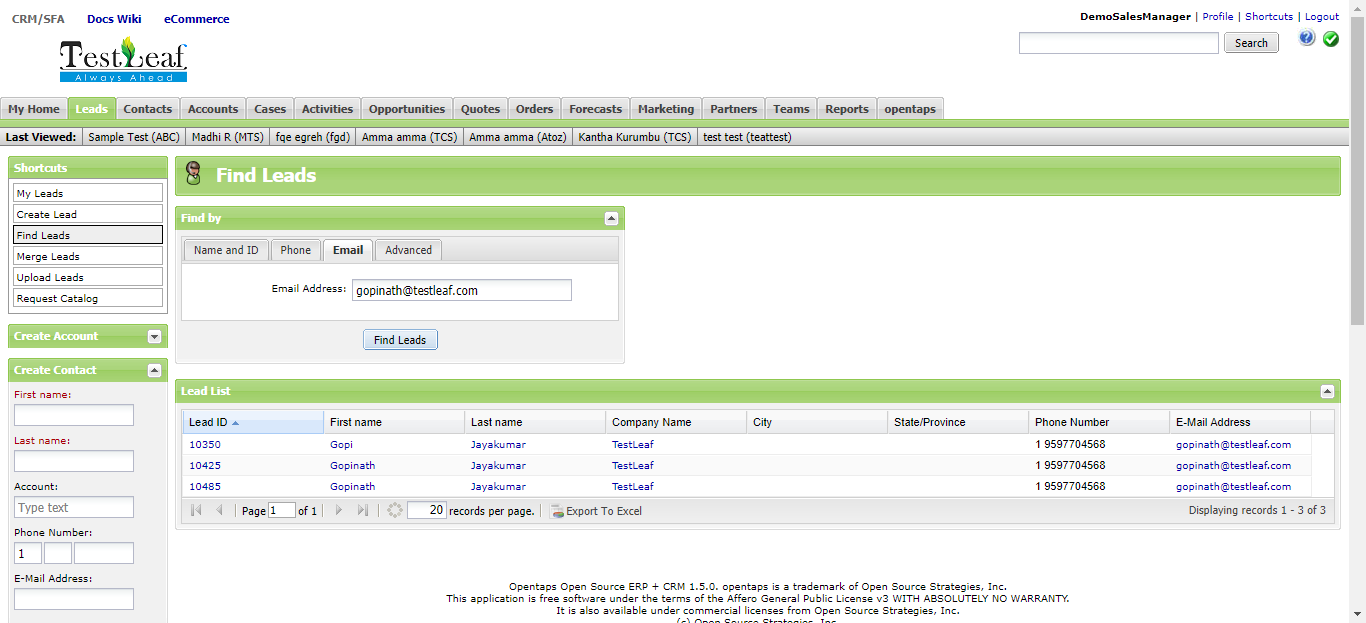 CRM/SFA Docs Wiki eCommerce
DemoSalesManager | Profile | Shortcuts | Logout
TestLeaf
Always Ahead
Search
My Home Leads Contacts Accounts Cases Activities Opportunities Quotes Orders Forecasts Marketing Partners Teams Reports opentaps
Last Viewed: Sample Test (ABC) Madhi R (MTS) fqe egreh (fgd) Amma amma (TCS) Amma amma (Atoz) Kantha Kurumbu (TCS) test test (teattest)
Shortcuts
My Leads
Create Lead
Find Leads
Merge Leads
Upload Leads
Request Catalog
Create Account
Create Contact
First name:
Last name:
Account:
Type text
Phone Number:
1
E-Mail Address:
Find Leads
Find by
Name and ID Phone Email Advanced
Email Address: gopinath@testleaf.com
Find Leads
Lead List
Lead ID First name Last name Company Name City State/Province Phone Number E-Mail Address
10350 Gopi Jayakumar TestLeaf 1 9597704568 gopinath@testleaf.com
10425 Gopinath Jayakumar TestLeaf 1 9597704568 gopinath@testleaf.com
10485 Gopinath Jayakumar TestLeaf 1 9597704568 gopinath@testleaf.com
Page 1 of 1 20 records per page. Export To Excel Displaying records 1 - 3 of 3
Opentaps Open Source ERP + CRM 1.5.0. opentaps is a trademark of Open Source Strategies, Inc.
This application is free software under the terms of the Affero General Public License v3 WITH ABSOLUTELY NO WARRANTY.
It is also available under commercial licenses from Open Source Strategies, Inc.
(c) Open Source Strategies, Inc.